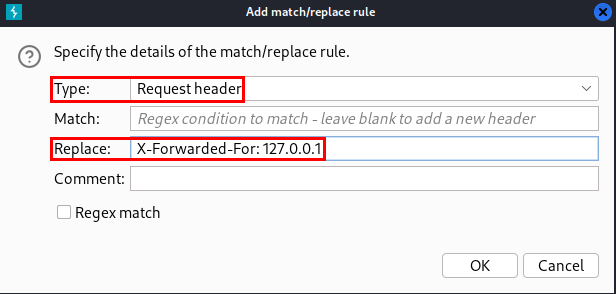 Add match/replace rule
Specify the details of the match/replace rule.
Type: Request header
Match: Regex condition to match - leave blank to add a new header
Replace: X-Forwarded-For: 127.0.0.1
Comment:
Regex match
OK Cancel